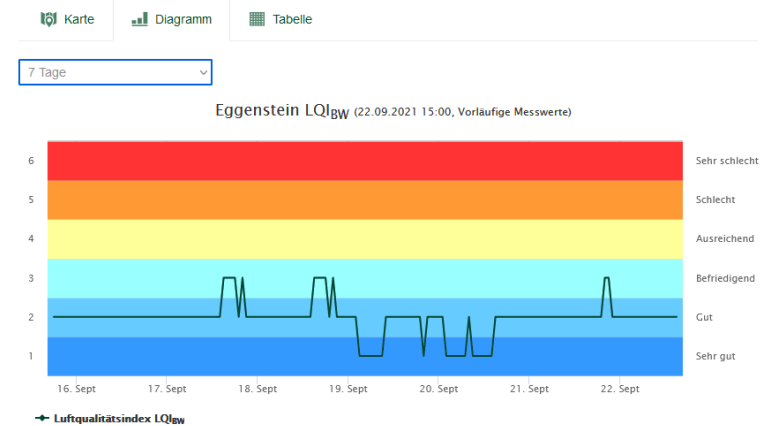 Karte Diagramm Tabelle
7 Tage
Eggenstein LQIBW (22.09.2021 15:00, Vorläufige Messwerte)
6 Sehr schlecht
5 Schlecht
4 Ausreichend
3 Befriedigend
2 Gut
1 Sehr gut
16. Sept 17. Sept 18. Sept 19. Sept 20. Sept 21. Sept 22. Sept
Luftqualitätsindex LQIBW